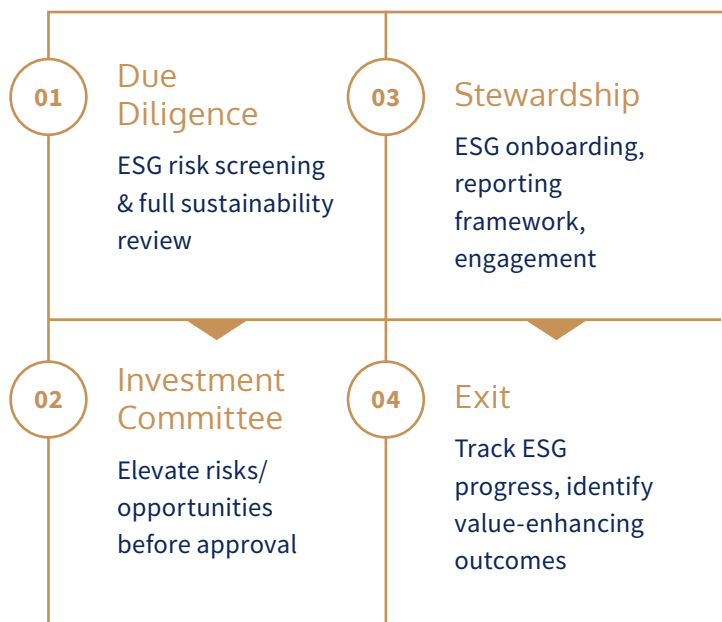 01
Due
Diligence
ESG risk screening
& full sustainability
review
02
Investment
Committee
Elevate risks/
opportunities
before approval
03
Stewardship
ESG onboarding,
reporting
framework,
engagement
04
Exit
Track ESG
progress, identify
value-enhancing
outcomes